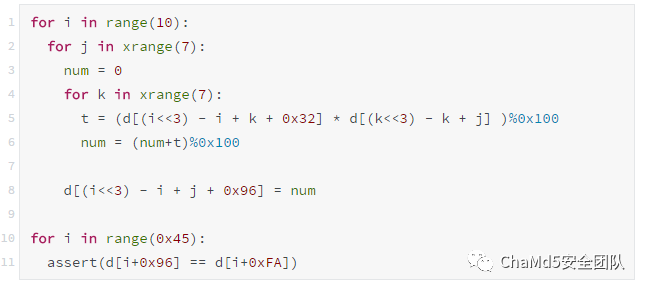 1 for i in range(10):
2   for j in xrange(7):
3     num = 0
4     for k in xrange(7):
5       t = (d[(i<<3) - i + k + 0x32] * d[(k<<3) - k + j] )%0x100
6       num = (num+t)%0x100
7
8     d[(i<<3) - i + j + 0x96] = num
9
10 for i in range(0x45):
11   assert(d[i+0x96] == d[i+0xFA])
ChaMd5安全团队